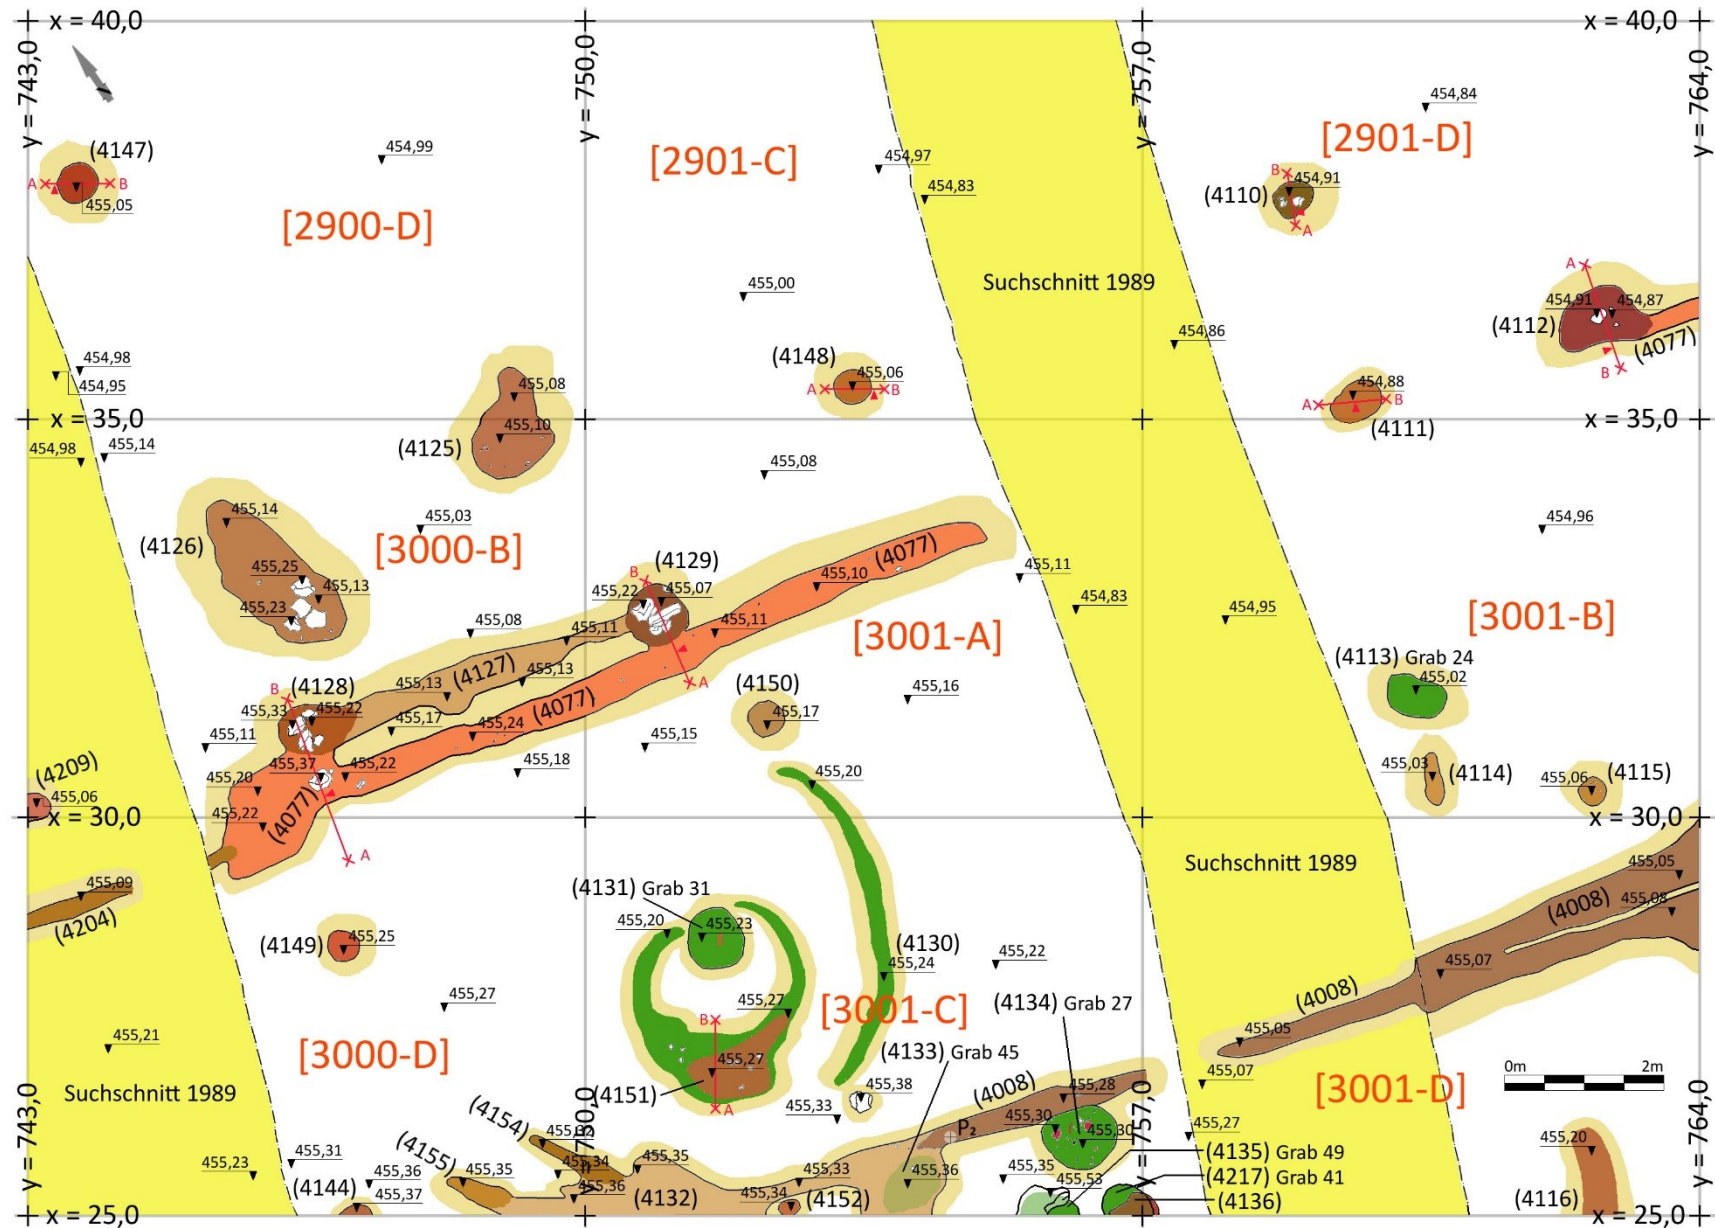 x = 40,0
x = 40,0
y = 743,0
y = 750,0
y = 757,0
y = 764,0
454,84
[2901-D]
(4147)
454,99
[2901-C]
454,97
A
B
455,05
454,83
B
454,91
(4110)
A
[2900-D]
455,00
Suchschnitt 1989
A
454,91
454,87
(4112)
(4077)
B
454,98
454,95
(4148)
455,06
A
B
454,86
454,88
A
B
(4111)
455,08
455,10
(4125)
x = 35,0
x = 35,0
454,98
455,14
455,08
455,14
(4126)
455,03
[3000-B]
454,96
455,25
455,13
455,23
(4129)
B
455,22
455,07
(4077)
455,10
455,11
454,83
454,95
[3001-A]
[3001-B]
455,08
455,11
455,11
A
(4127)
455,13
455,13
(4077)
(4128)
B
455,33
455,22
455,17
455,24
(4150)
455,17
455,16
(4113) Grab 24
455,02
455,11
455,15
455,18
455,20
455,37
455,22
455,20
455,22
(4077)
A
(4209)
455,06
455,03
(4114)
455,06
(4115)
x = 30,0
x = 30,0
Suchschnitt 1989
455,05
455,08
(4008)
455,09
(4204)
(4131) Grab 31
455,20
455,23
(4130)
455,24
455,22
(4149)
455,25
455,07
(4008)
455,27
455,27
[3001-C]
(4134) Grab 27
B
455,27
(4151)
A
455,21
[3000-D]
455,05
(4133) Grab 45
455,38
455,33
(4008)
455,28
455,07
[3001-D]
0m
2m
Suchschnitt 1989
y = 743,0
y = 750,0
y = 757,0
y = 764,0
(4154)
455,32
P₂
455,30
455,30
455,27
(4135) Grab 49
(4217) Grab 41
(4136)
455,20
455,31
455,23
455,36
455,37
(4144)
(4155)
455,35
455,34
455,36
455,35
(4132)
455,33
455,34
(4152)
455,36
455,35
455,53
(4116)
x = 25,0
x = 25,0